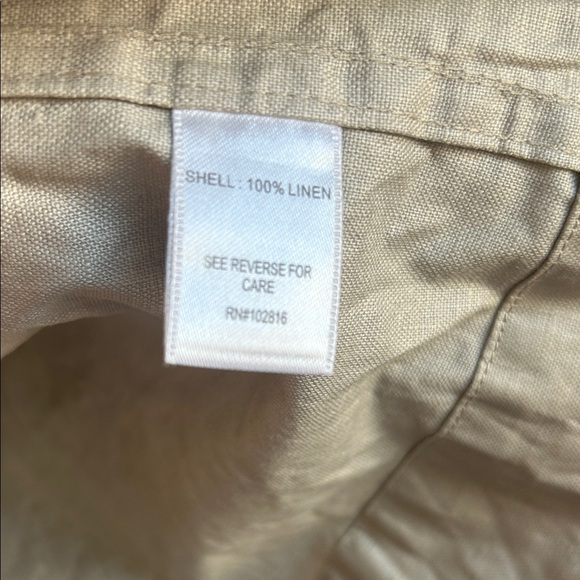 SHELL : 100% LINEN
SEE REVERSE FOR
CARE
RN#102816